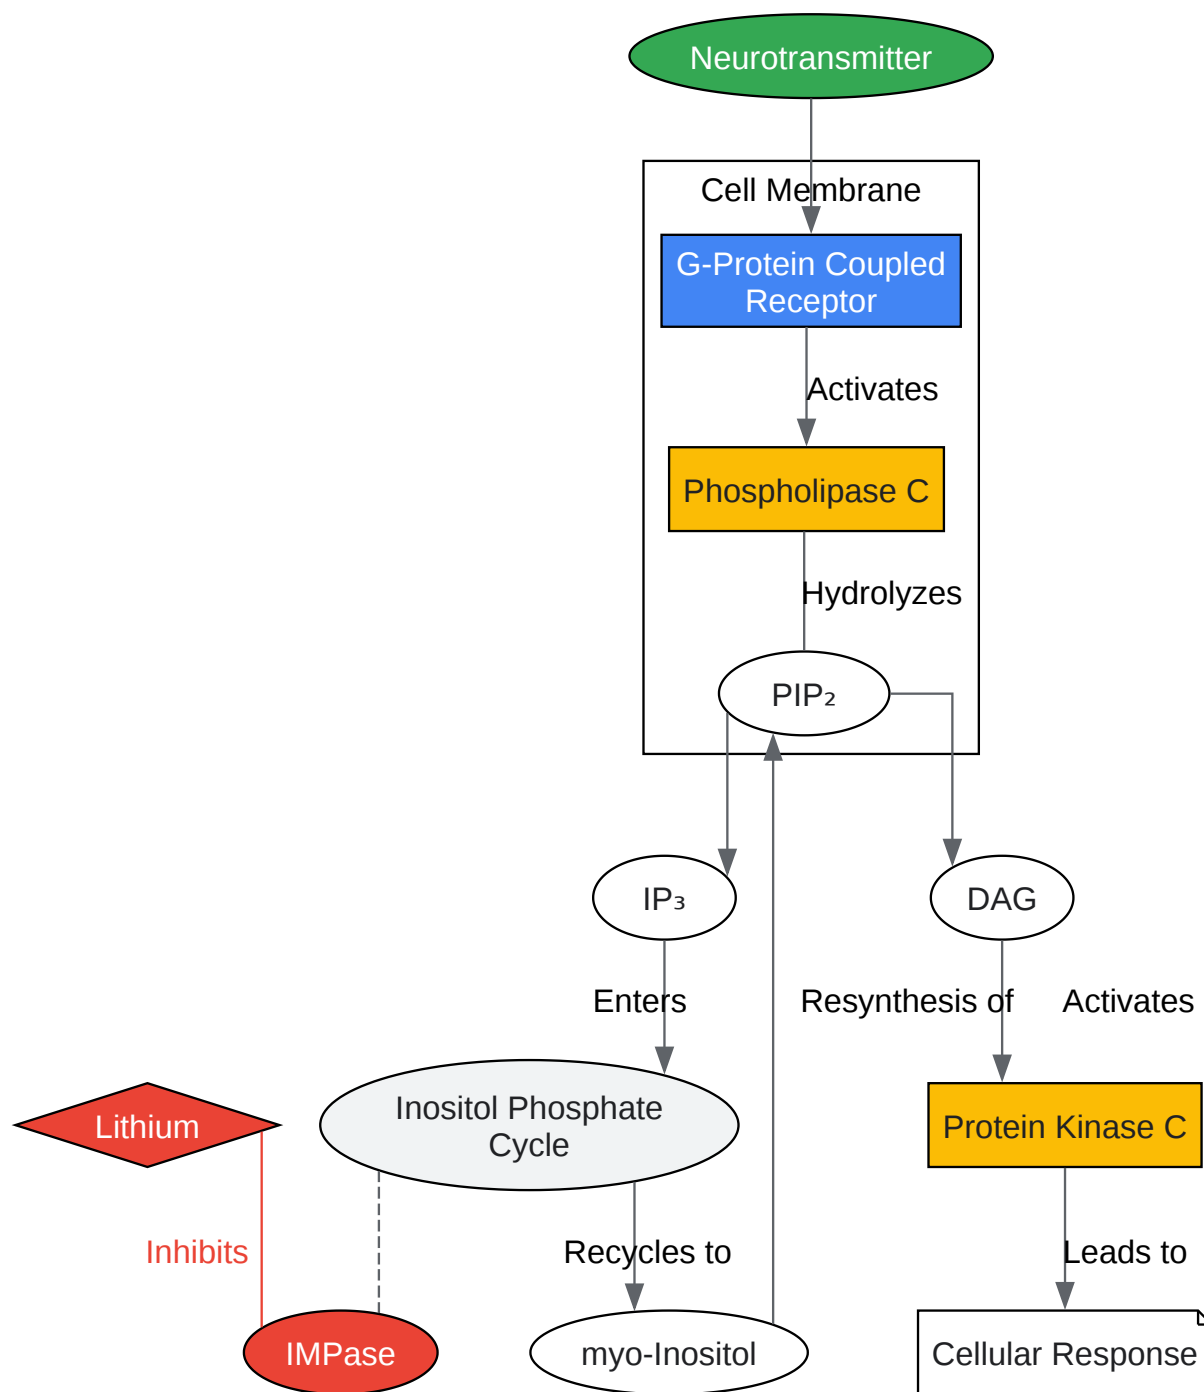 Neurotransmitter
Cell Membrane
G-Protein Coupled
Receptor
Activates
Phospholipase C
Hydrolyzes
PIP₂
IP₃
DAG
Enters
Resynthesis of
Activates
Lithium
Inositol Phosphate
Cycle
Protein Kinase C
Inhibits
Recycles to
Leads to
IMPase
myo-Inositol
Cellular Response